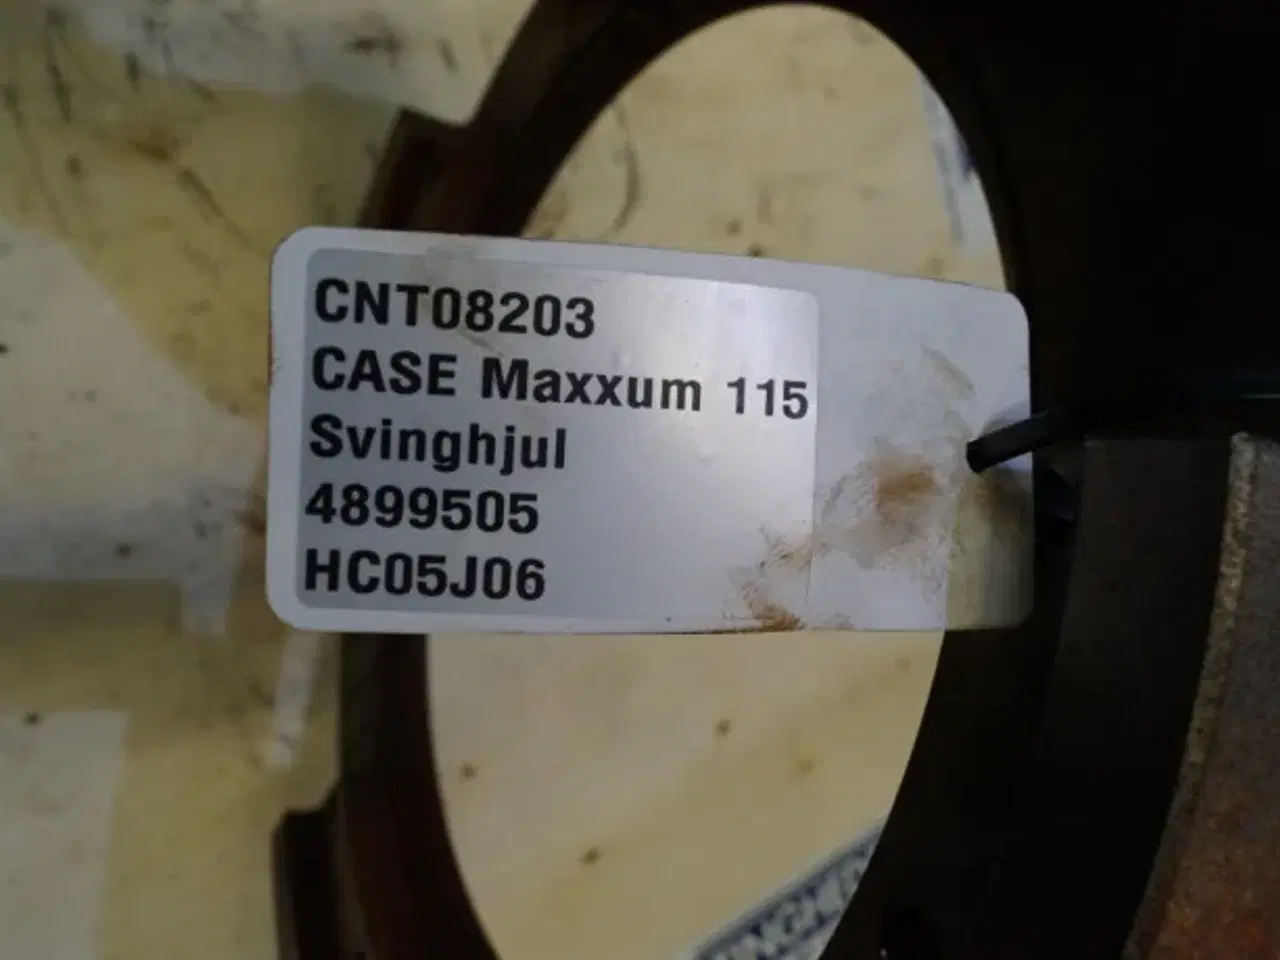 CNT08203
CASE Maxxum 115
Svinghjul
4899505
HC05J06